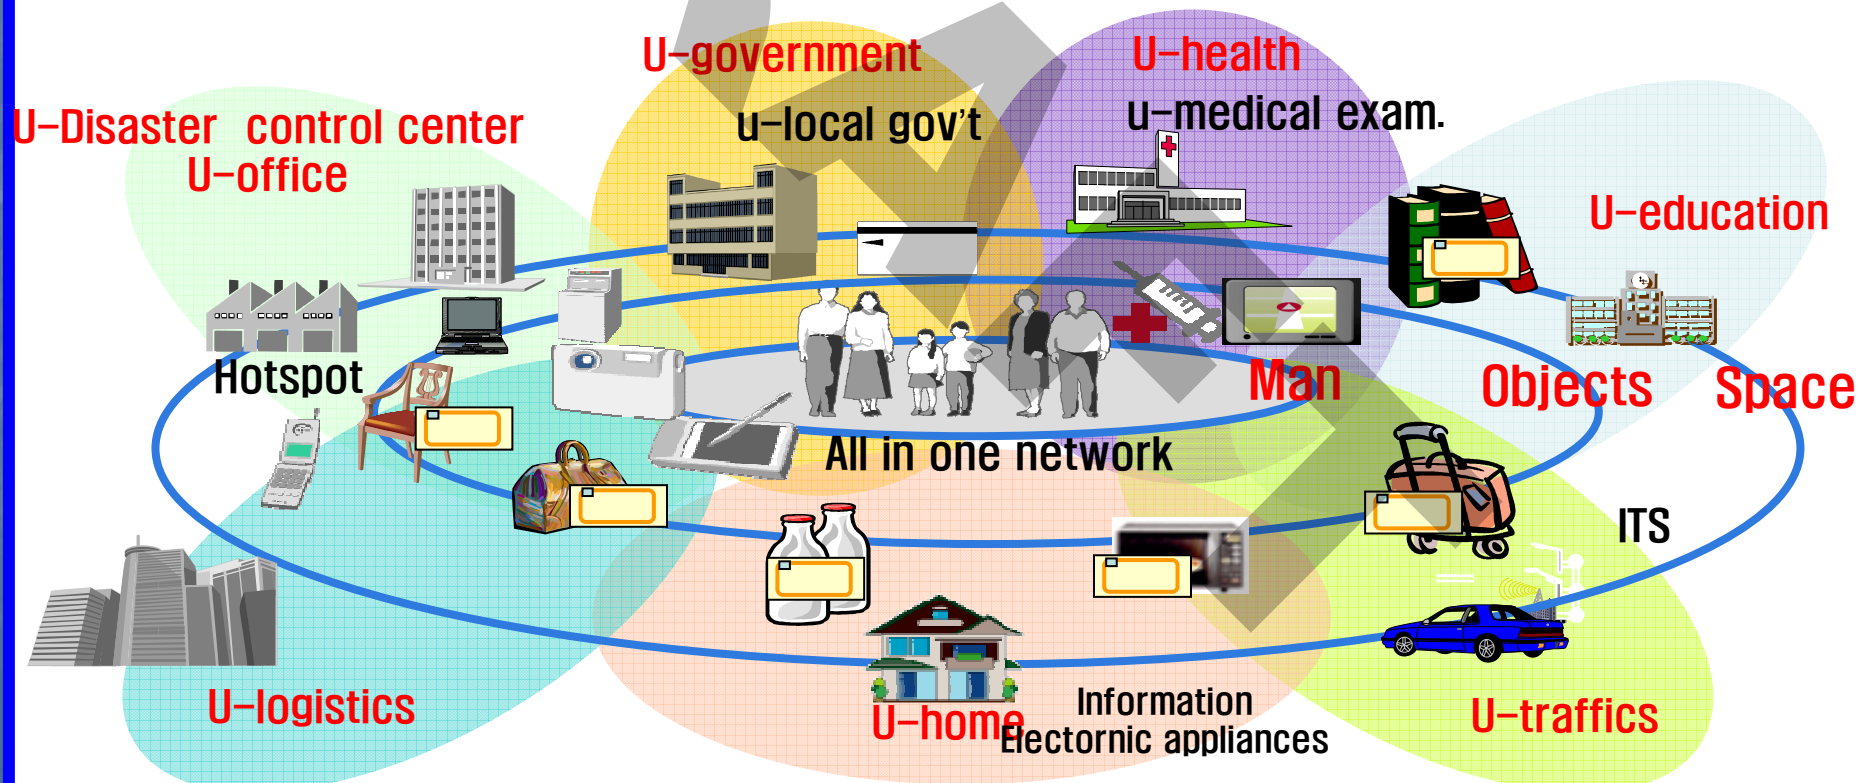 U-government
U-health
U-Disaster control center
U-office
u-local gov't
u-medical exam.
U-education
Hotspot
Man
Objects
Space
All in one network
ITS
U-logistics
U-home
Information
Electornic appliances
U-traffics